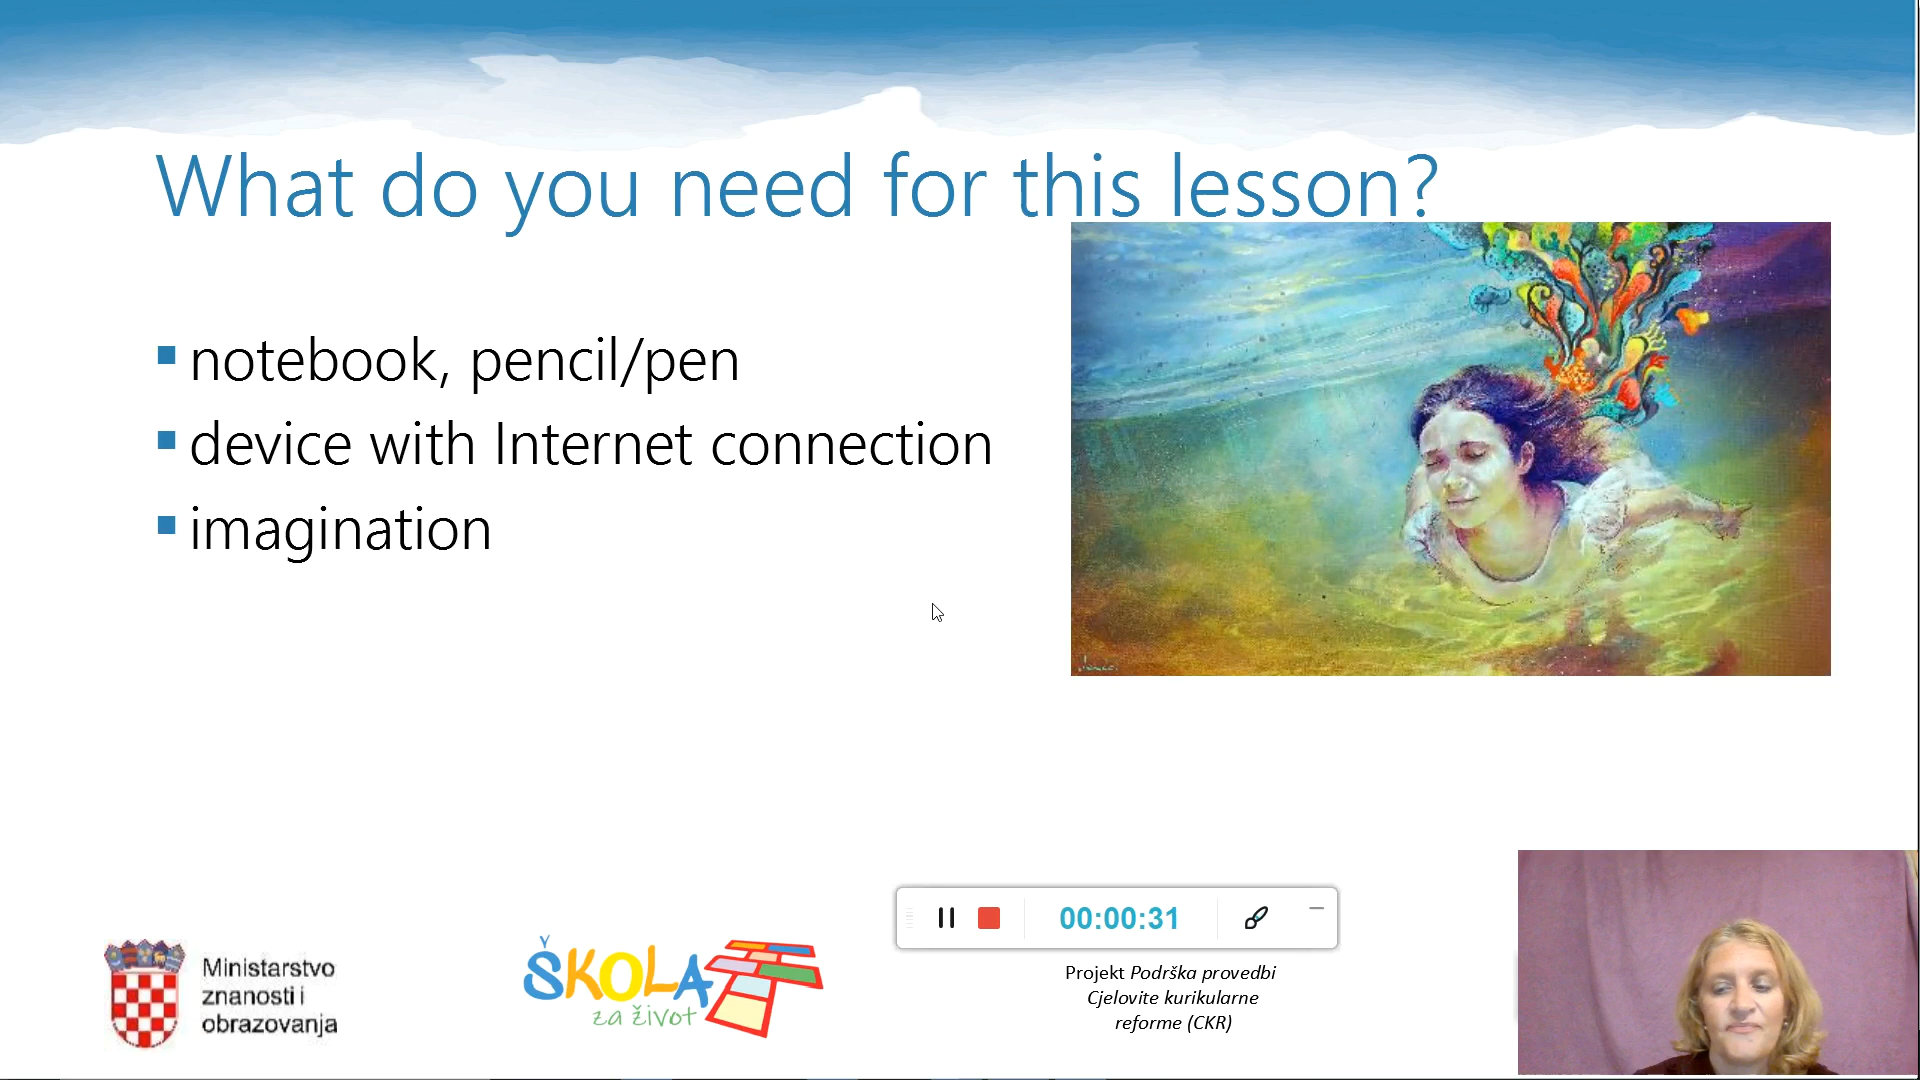 What do you need for this lesson?
notebook, pencil/pen
device with Internet connection
imagination
00:00:31
Ministarstvo
znanosti i
obrazovanja
ŠKOLA
za život
Projekt Podrška provedbi
Cjelovite kurikularne
reforme (CKR)